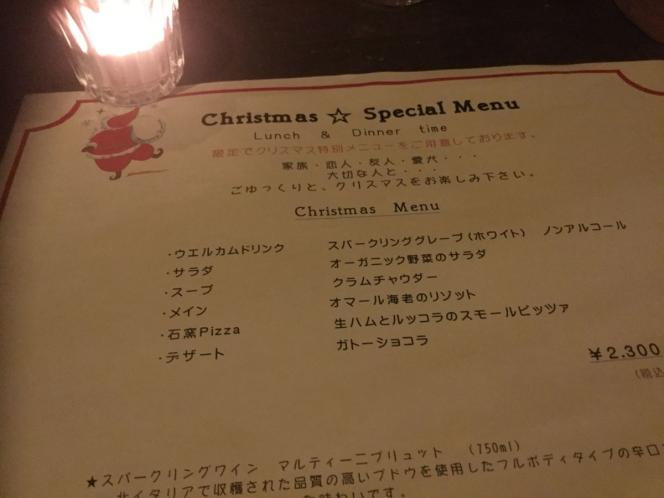 Christmas ☆ Special Menu
Lunch & Dinner time
限定でクリスマス特別メニューをご用意しております。
家族・恋人・友人・愛犬・・・
大切な人と・・・
ごゆっくりと、クリスマスをお楽しみ下さい。
Christmas Menu
・ウエルカムドリンク スパークリンググレープ(ホワイト) ノンアルコール
・サラダ オーガニック野菜のサラダ
・スープ クラムチャウダー
・メイン オマール海老のリゾット
・石窯Pizza 生ハムとルッコラのスモールピッツァ
・デザート ガトーショコラ
¥2.300
(税込
★スパークリングワイン マルティーニブリュット (750ml)
イタリアで収穫された品質の高いブドウを使用したフルボディタイプの辛口
味わいです。